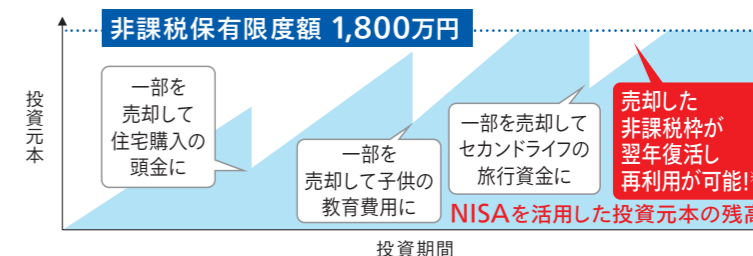 非課税保有限度額 1,800万円
投資元本
一部を
売却して
住宅購入の
頭金に
一部を
売却して子供の
教育費用に
一部を売却して
セカンドライフの
旅行資金に
売却した
非課税枠が
翌年復活し
再利用が可能!
NISAを活用した投資元本の残高
投資期間